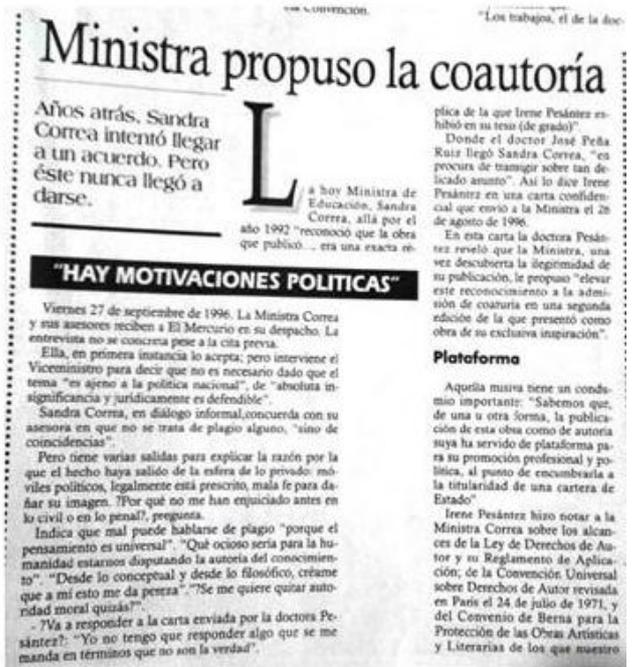 la Convención.
"Los trabajos, el de la doc-
Ministra propuso la coautoría
Años atrás, Sandra
Correa intentó llegar
a un acuerdo. Pero
éste nunca llegó a
darse.
La hoy Ministra de
Educación, Sandra
Correa, allá por el
año 1992 "reconoció que la obra
que publicó... era una exacta ré-
plica de la que Irene Pesántez ex-
hibió en su tesis (de grado)".
Donde el doctor José Peña
Ruiz llegó Sandra Correa, "en
procura de transigir sobre tan de-
licado asunto". Así lo dice Irene
Pesántez en una carta confiden-
cial que envió a la Ministra el 26
de agosto de 1996.
En esta carta la doctora Pesán-
tez reveló que la Ministra, una
vez descubierta la ilegitimidad de
su publicación, le propuso "elevar
este reconocimiento a la admi-
sión de coauturía en una segunda
edición de la que presentó como
obra de su exclusiva inspiración".
Plataforma
Aquella misiva tiene un condu-
mio importante: "Sabemos que,
de una u otra forma, la publica-
ción de esta obra como de autoría
suya ha servido de plataforma pa-
ra su promoción profesional y po-
lítica, al punto de encumbrarla a
la titularidad de una cartera de
Estado"
Irene Pesántez hizo notar a la
Ministra Correa sobre los alcan-
ces de la Ley de Derechos de Au-
tor y su Reglamento de Aplica-
ción; de la Convención Universal
sobre Derechos de Autor revisada
en París el 24 de julio de 1971, y
del Convenio de Berna para la
Protección de las Obras Artísticas
y Literarias de los que nuestro
"HAY MOTIVACIONES POLITICAS"
Viernes 27 de septiembre de 1996. La Ministra Correa
y sus asesores reciben a El Mercurio en su despacho. La
entrevista no se concreta pese a la cita previa.
Ella, en primera instancia lo acepta; pero interviene el
Viceministro para decir que no es necesario dado que el
tema "es ajeno a la política nacional", de "absoluta in-
significancia y jurídicamente es defendible".
Sandra Correa, en diálogo informal,concuerda con su
asesora en que no se trata de plagio alguno, "sino de
coincidencias".
Pero tiene varias salidas para explicar la razón por la
que el hecho haya salido de la esfera de lo privado: mó-
viles políticos, legalmente está prescrito, mala fe para da-
ñar su imagen. ?Por qué no me han enjuiciado antes en
lo civil o en lo penal?, pregunta.
Indica que mal puede hablarse de plagio "porque el
pensamiento es universal". "Qué ocioso sería para la hu-
manidad estarnos disputando la autoría del conocimien-
to". "Desde lo conceptual y desde lo filosófico, créame
que a mí esto me da pereza"."?Se me quiere quitar auto-
ridad moral quizás?".
- ?Va a responder a la carta enviada por la doctora Pe-
sántez?: "Yo no tengo que responder algo que se me
manda en términos que no son la verdad".